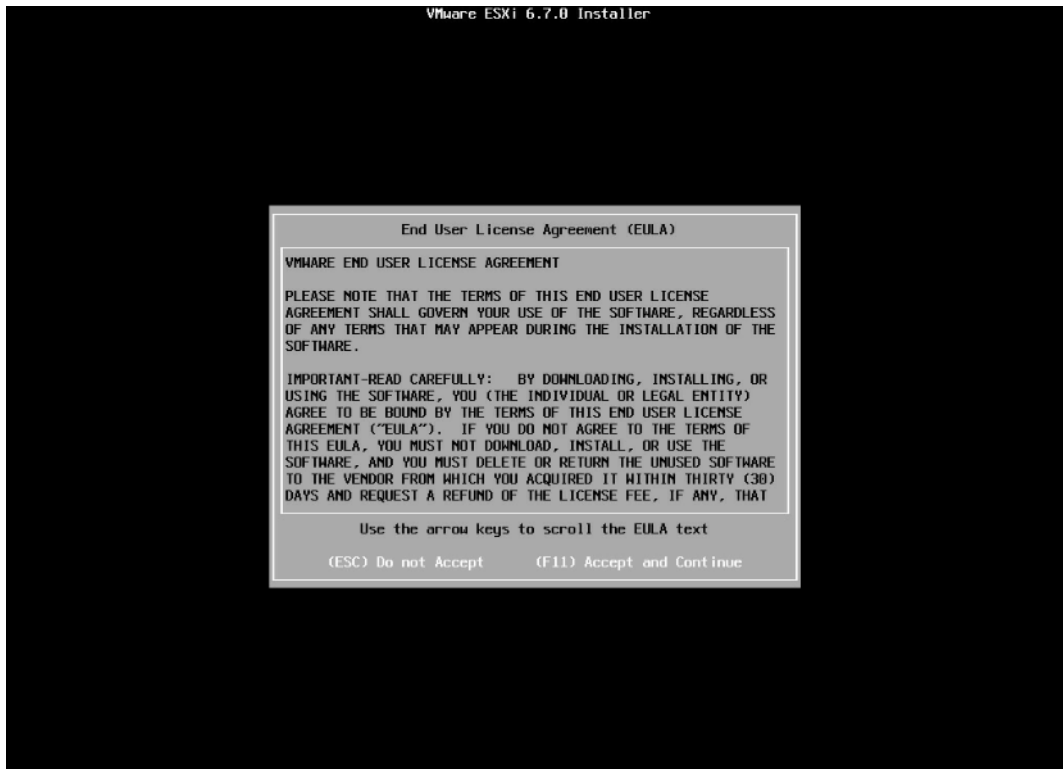 VMware ESXi 6.7.0 Installer
End User License Agreement (EULA)
VMWARE END USER LICENSE AGREEMENT
PLEASE NOTE THAT THE TERMS OF THIS END USER LICENSE
AGREEMENT SHALL GOVERN YOUR USE OF THE SOFTWARE, REGARDLESS
OF ANY TERMS THAT MAY APPEAR DURING THE INSTALLATION OF THE
SOFTWARE.
IMPORTANT-READ CAREFULLY:   BY DOWNLOADING, INSTALLING, OR
USING THE SOFTWARE, YOU (THE INDIVIDUAL OR LEGAL ENTITY)
AGREE TO BE BOUND BY THE TERMS OF THIS END USER LICENSE
AGREEMENT ("EULA").  IF YOU DO NOT AGREE TO THE TERMS OF
THIS EULA, YOU MUST NOT DOWNLOAD, INSTALL, OR USE THE
SOFTWARE, AND YOU MUST DELETE OR RETURN THE UNUSED SOFTWARE
TO THE VENDOR FROM WHICH YOU ACQUIRED IT WITHIN THIRTY (30)
DAYS AND REQUEST A REFUND OF THE LICENSE FEE, IF ANY, THAT
Use the arrow keys to scroll the EULA text
(ESC) Do not Accept (F11) Accept and Continue